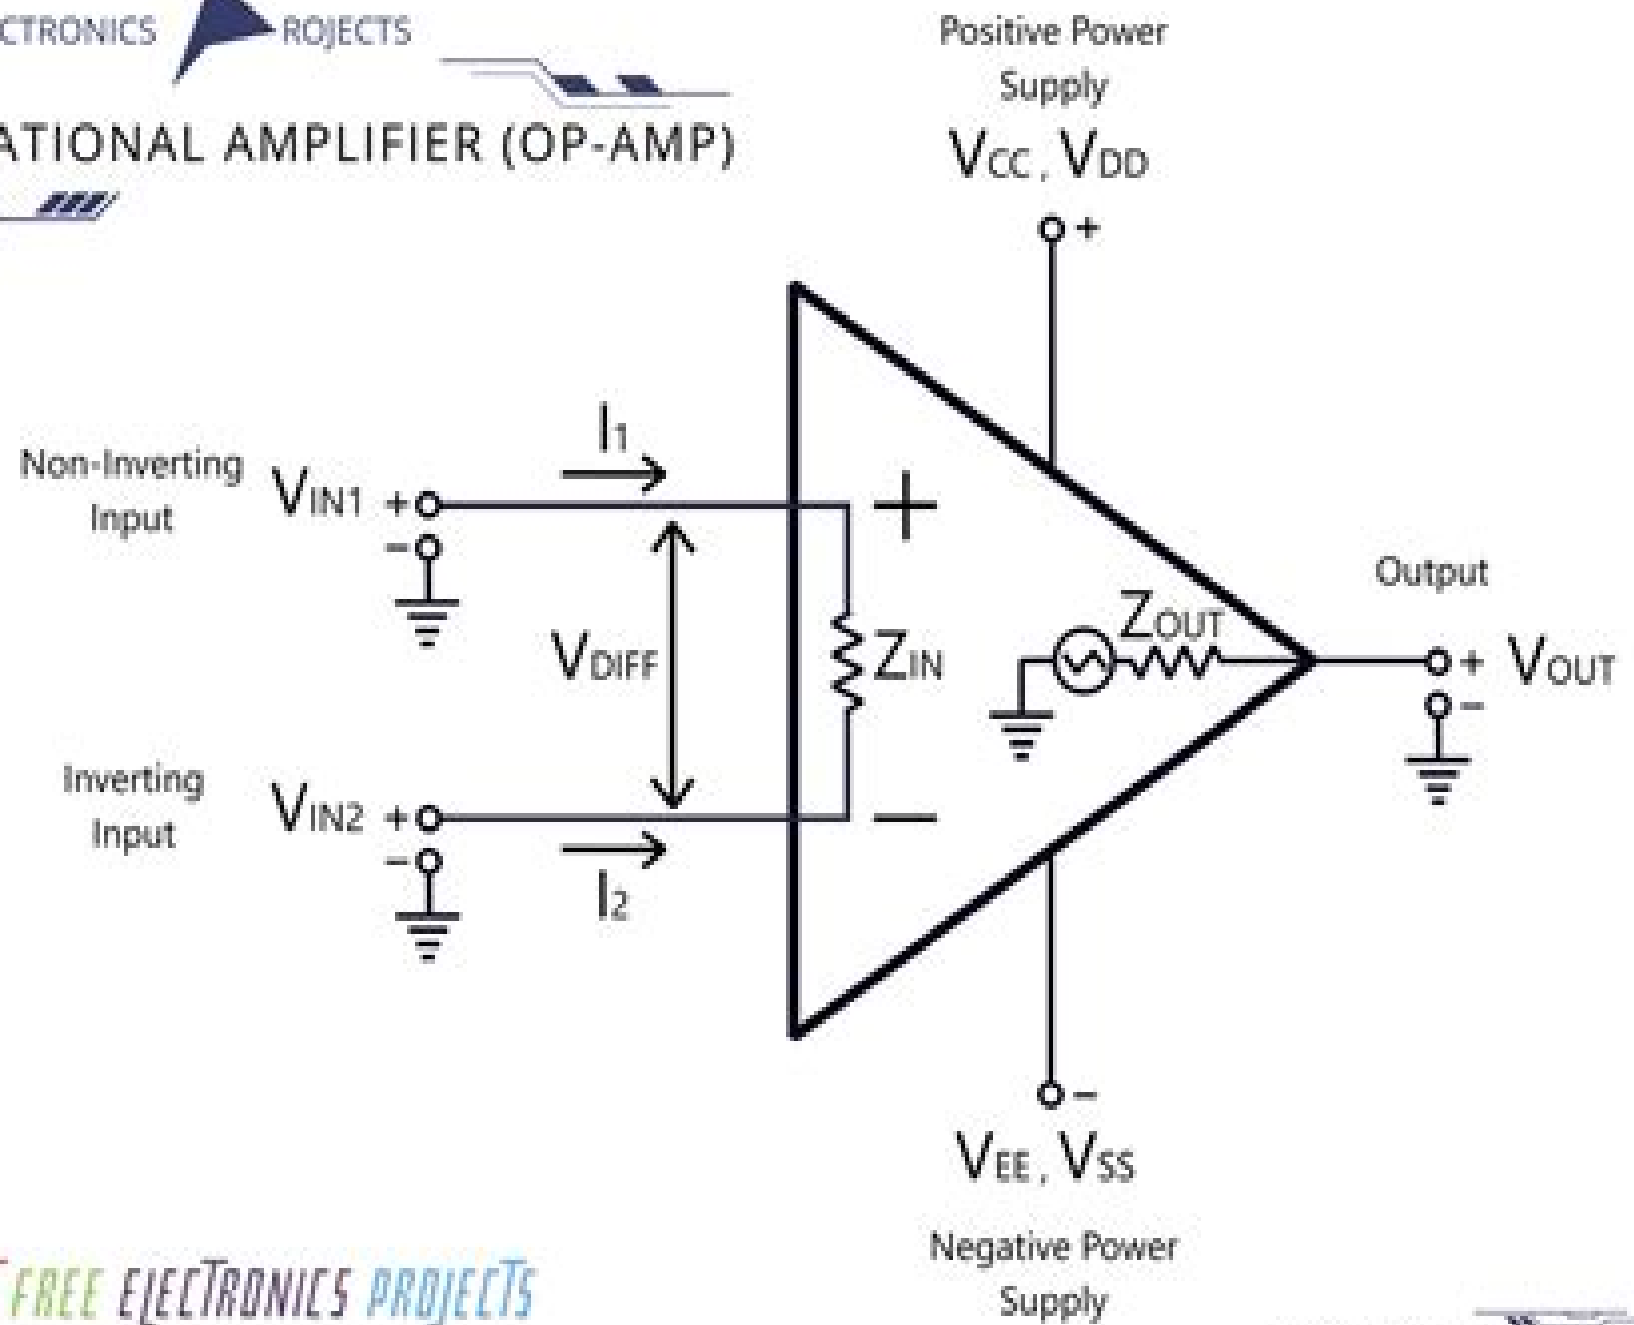 CTRONICS ROJECTS
ATIONAL AMPLIFIER (OP-AMP)
Positive Power
Supply
VCC, VDD
+
I1
Non-Inverting
Input
VIN1 +
-
+
VDIFF
ZIN
ZOUT
Output
+ VOUT
-
Inverting
Input
VIN2 +
-
−
I2
-
VEE, VSS
Negative Power
Supply
FREE ELECTRONICS PROJECTS